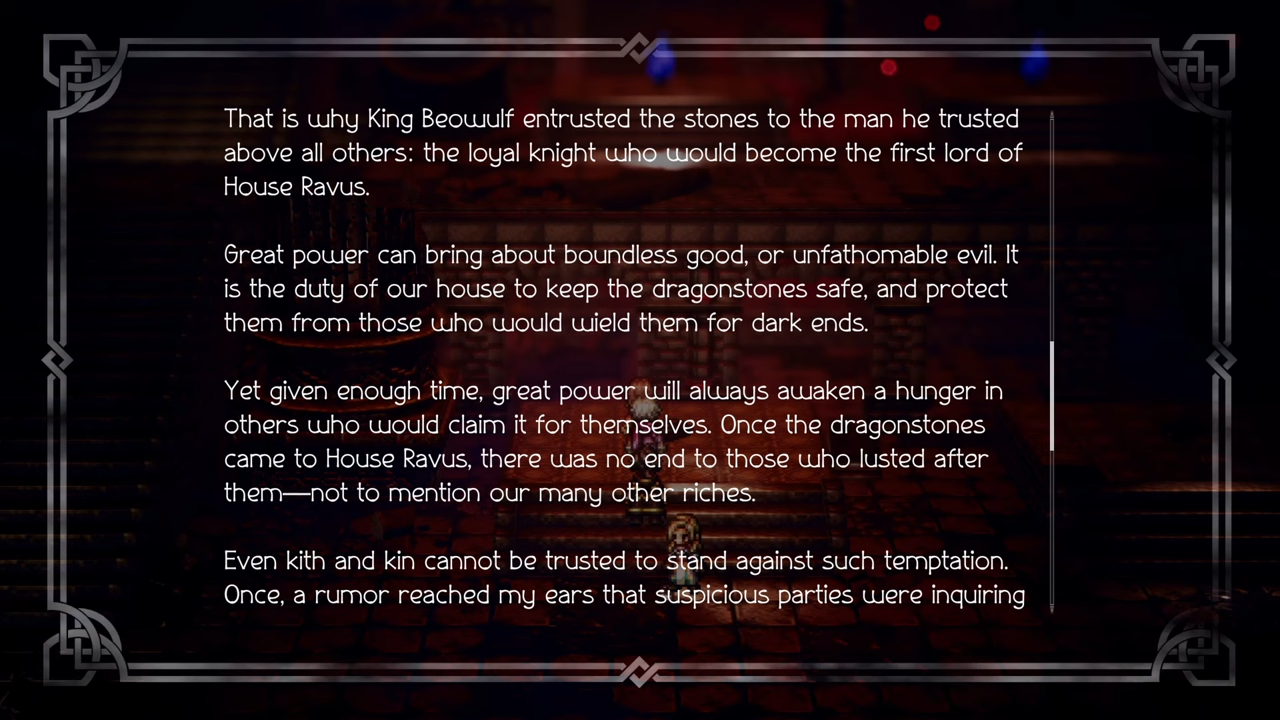 That is why King Beowulf entrusted the stones to the man he trusted
above all others: the loyal knight who would become the first lord of
House Ravus.
Great power can bring about boundless good, or unfathomable evil. It
is the duty of our house to keep the dragonstones safe, and protect
them from those who would wield them for dark ends.
Yet given enough time, great power will always awaken a hunger in
others who would claim it for themselves. Once the dragonstones
came to House Ravus, there was no end to those who lusted after
them—not to mention our many other riches.
Even kith and kin cannot be trusted to stand against such temptation.
Once, a rumor reached my ears that suspicious parties were inquiring